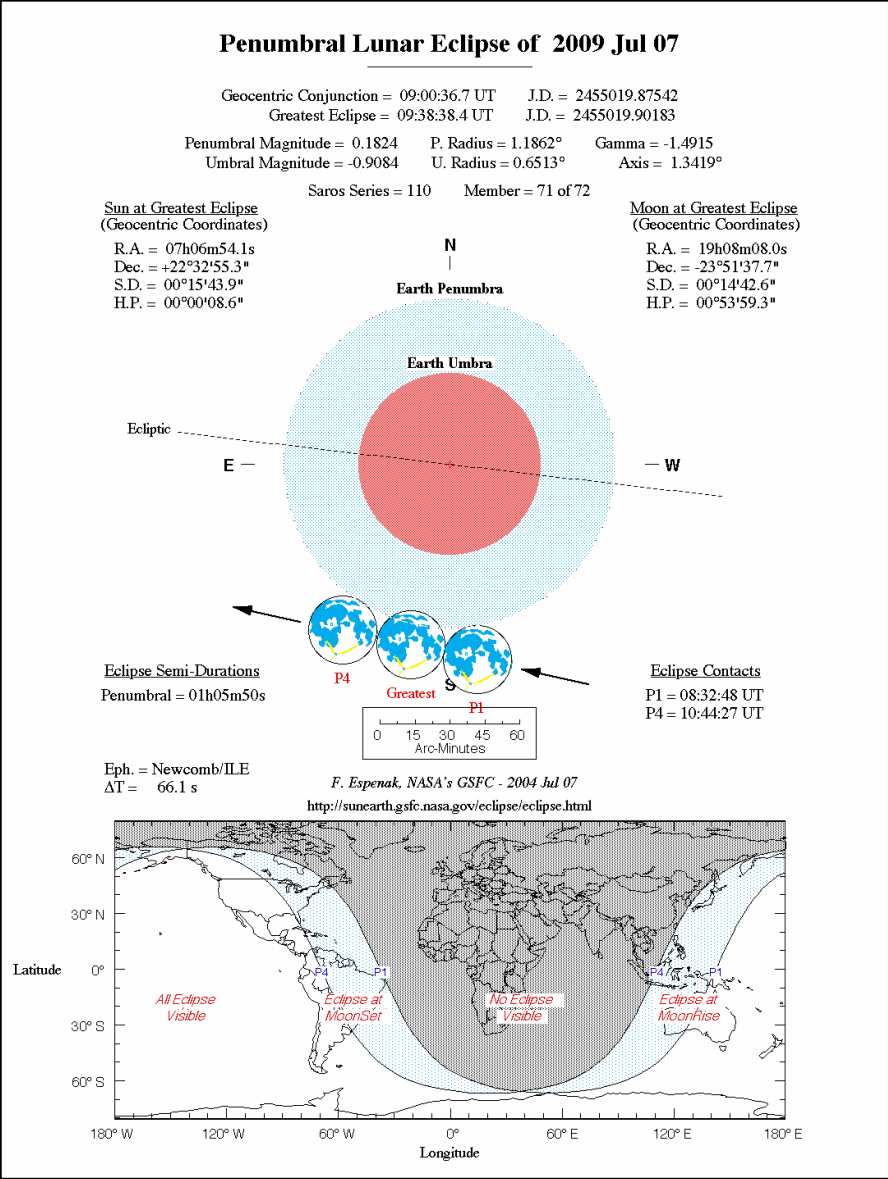 Penumbral Lunar Eclipse of 2009 Jul 07
Geocentric Conjunction = 09:00:36.7 UT J.D. = 2455019.87542
Greatest Eclipse = 09:38:38.4 UT J.D. = 2455019.90183
Penumbral Magnitude = 0.1824 P. Radius = 1.1862° Gamma = -1.4915
Umbral Magnitude = -0.9084 U. Radius = 0.6513° Axis = 1.3419°
Saros Series = 110 Member = 71 of 72
Sun at Greatest Eclipse
(Geocentric Coordinates)
R.A. = 07h06m54.1s
Dec. = +22°32'55.3"
S.D. = 00°15'43.9"
H.P. = 00°00'08.6"
Moon at Greatest Eclipse
(Geocentric Coordinates)
R.A. = 19h08m08.0s
Dec. = -23°51'37.7"
S.D. = 00°14'42.6"
H.P. = 00°53'59.3"
N
Earth Penumbra
Earth Umbra
Ecliptic
E
W
S
P4
Greatest
P1
Eclipse Semi-Durations
Penumbral = 01h05m50s
Eclipse Contacts
P1 = 08:32:48 UT
P4 = 10:44:27 UT
0 15 30 45 60
Arc-Minutes
Eph. = Newcomb/ILE
ΔT = 66.1 s
F. Espenak, NASA's GSFC - 2004 Jul 07
http://sunearth.gsfc.nasa.gov/eclipse/eclipse.html
60° N
30° N
Latitude
0°
30° S
60° S
P4
P1
P4
P1
All Eclipse
Visible
Eclipse at
MoonSet
No Eclipse
Visible
Eclipse at
MoonRise
180° W 120° W 60° W 0° 60° E 120° E 180° E
Longitude